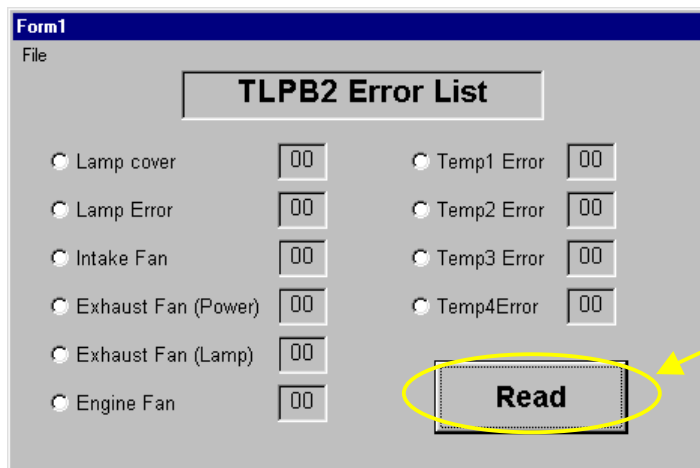 Form1
File
TLPB2 Error List
Lamp cover 00
Lamp Error 00
Intake Fan 00
Exhaust Fan (Power) 00
Exhaust Fan (Lamp) 00
Engine Fan 00
Temp1 Error 00
Temp2 Error 00
Temp3 Error 00
Temp4Error 00
Read